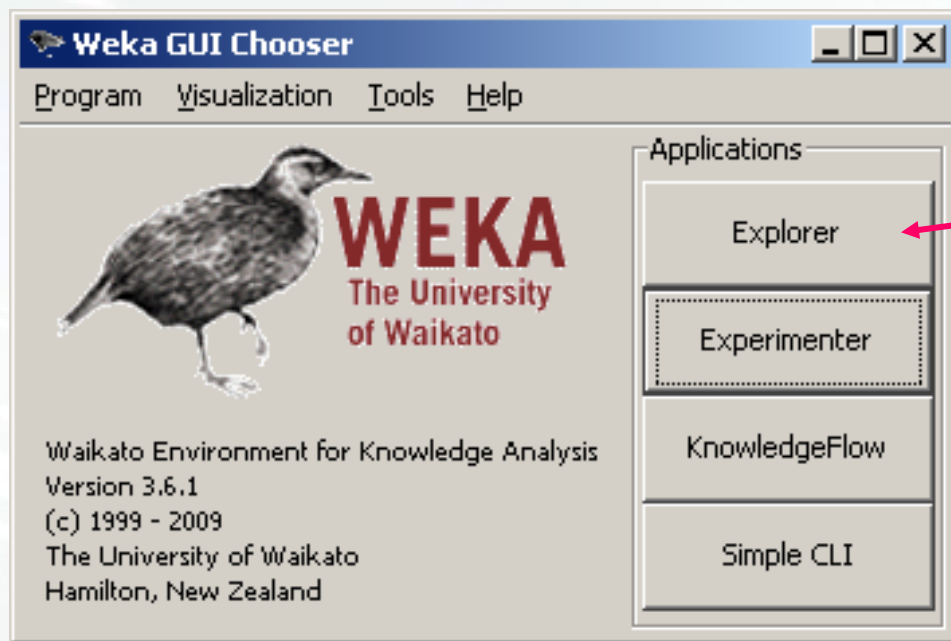 Weka GUI Chooser
Program Visualization Tools Help
WEKA
The University
of Waikato
Waikato Environment for Knowledge Analysis
Version 3.6.1
(c) 1999 - 2009
The University of Waikato
Hamilton, New Zealand
Applications
Explorer
Experimenter
KnowledgeFlow
Simple CLI